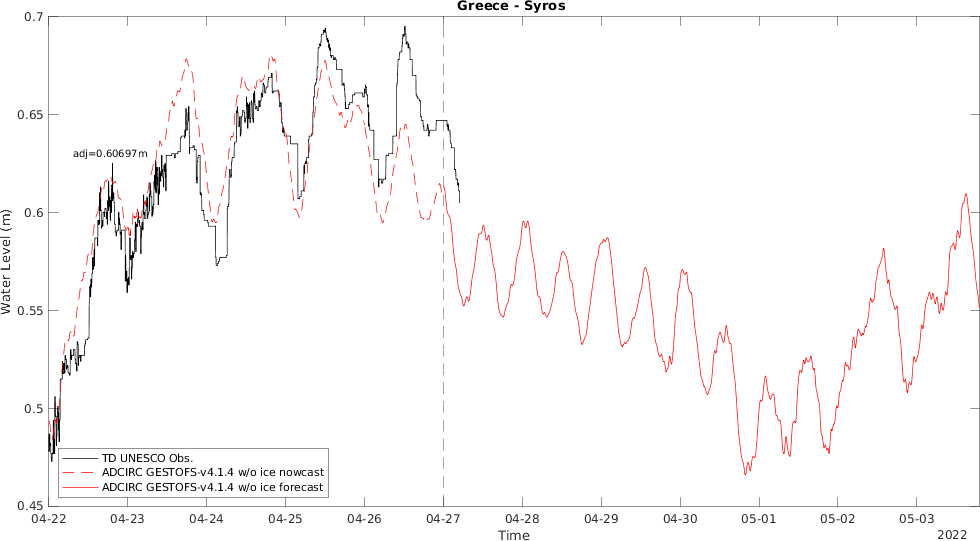 Greece - Syros
0.7
0.65
0.6
0.55
0.5
0.45
Water Level (m)
adj=0.60697m
TD UNESCO Obs.
ADCIRC GESTOFS-v4.1.4 w/o ice nowcast
ADCIRC GESTOFS-v4.1.4 w/o ice forecast
04-22 04-23 04-24 04-25 04-26 04-27 04-28 04-29 04-30 05-01 05-02 05-03
Time
2022